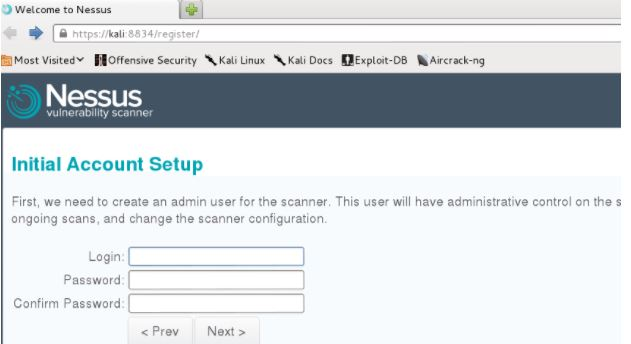 Welcome to Nessus
https://kali:8834/register/
Most Visited Offensive Security Kali Linux Kali Docs Exploit-DB Aircrack-ng
Nessus
vulnerability scanner
Initial Account Setup
First, we need to create an admin user for the scanner. This user will have administrative control on the s
ongoing scans, and change the scanner configuration.
Login:
Password:
Confirm Password:
< Prev Next >